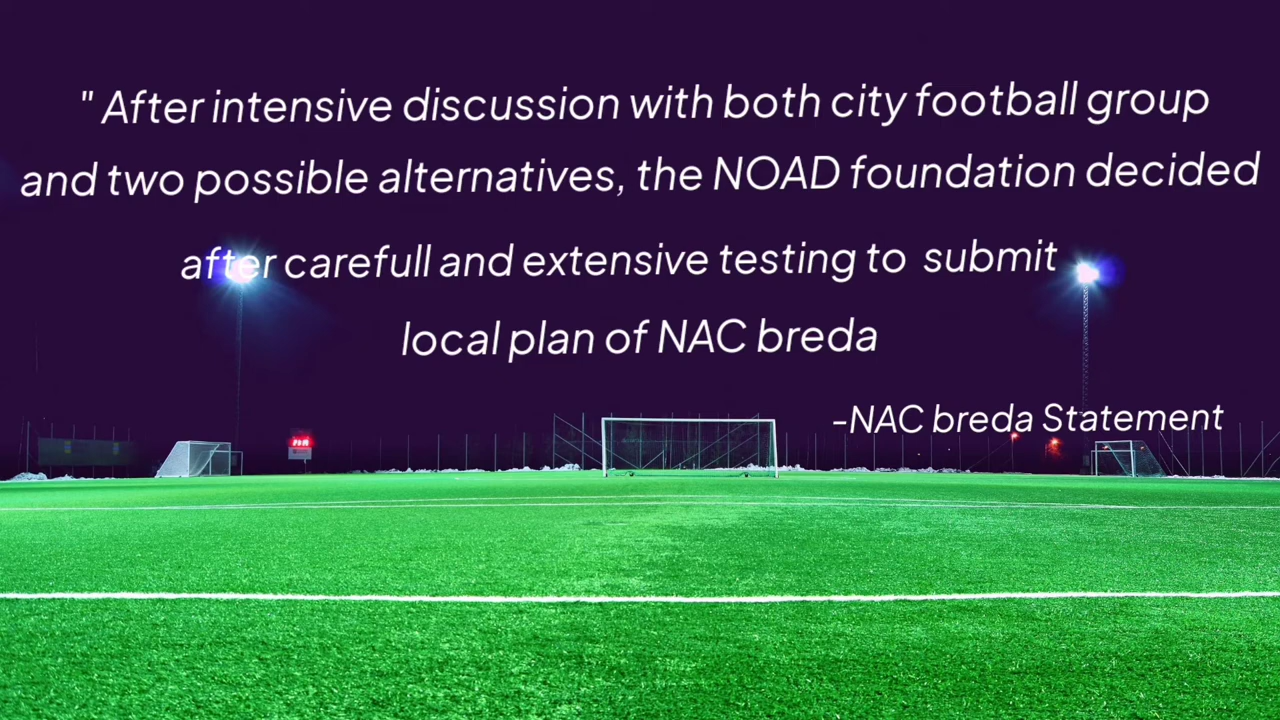 " After intensive discussion with both city football group
and two possible alternatives, the NOAD foundation decided
after carefull and extensive testing to submit
local plan of NAC breda
-NAC breda Statement